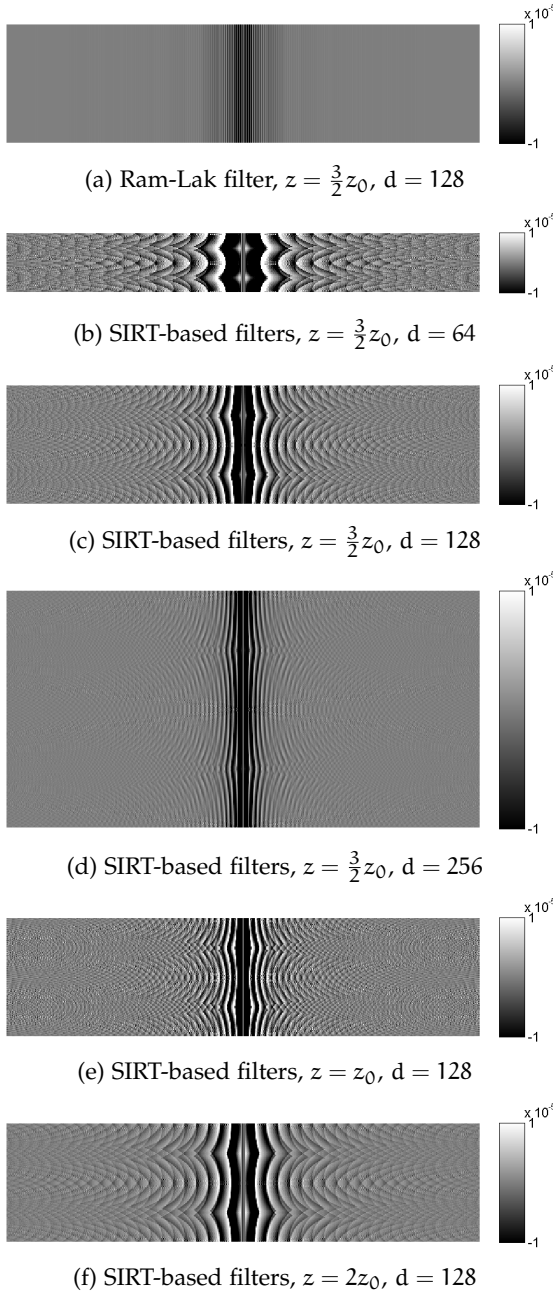 x 10⁻⁵
1
-1
(a) Ram-Lak filter, z = 3/2 z₀, d = 128
x 10⁻⁵
1
-1
(b) SIRT-based filters, z = 3/2 z₀, d = 64
x 10⁻⁵
1
-1
(c) SIRT-based filters, z = 3/2 z₀, d = 128
x 10⁻⁵
1
-1
(d) SIRT-based filters, z = 3/2 z₀, d = 256
x 10⁻⁵
1
-1
(e) SIRT-based filters, z = z₀, d = 128
x 10⁻⁵
1
-1
(f) SIRT-based filters, z = 2z₀, d = 128